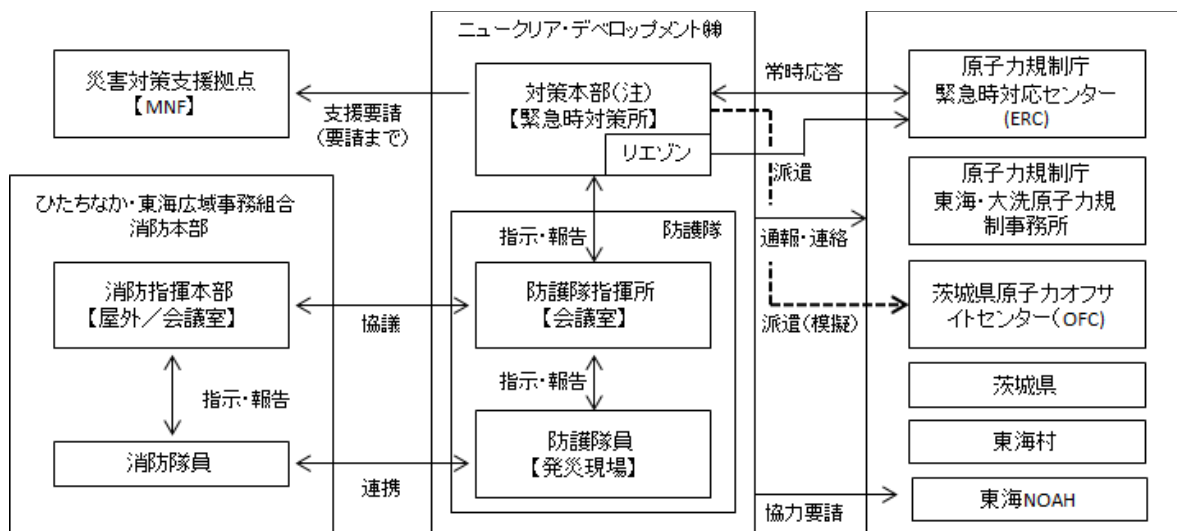 ニュークリア・デベロップメント㈱
災害対策支援拠点
【MNF】
支援要請
(要請まで)
対策本部(注)
【緊急時対策所】
リエゾン
常時応答
派遣
原子力規制庁
緊急時対応センター
(ERC)
原子力規制庁
東海・大洗原子力規
制事務所
ひたちなか・東海広域事務組合
消防本部
指示・報告
防護隊
通報・連絡
消防指揮本部
【屋外／会議室】
協議
防護隊指揮所
【会議室】
派遣(模擬)
茨城県原子力オフサ
イトセンター(OFC)
指示・報告
指示・報告
茨城県
消防隊員
連携
防護隊員
【発災現場】
東海村
協力要請
東海NOAH